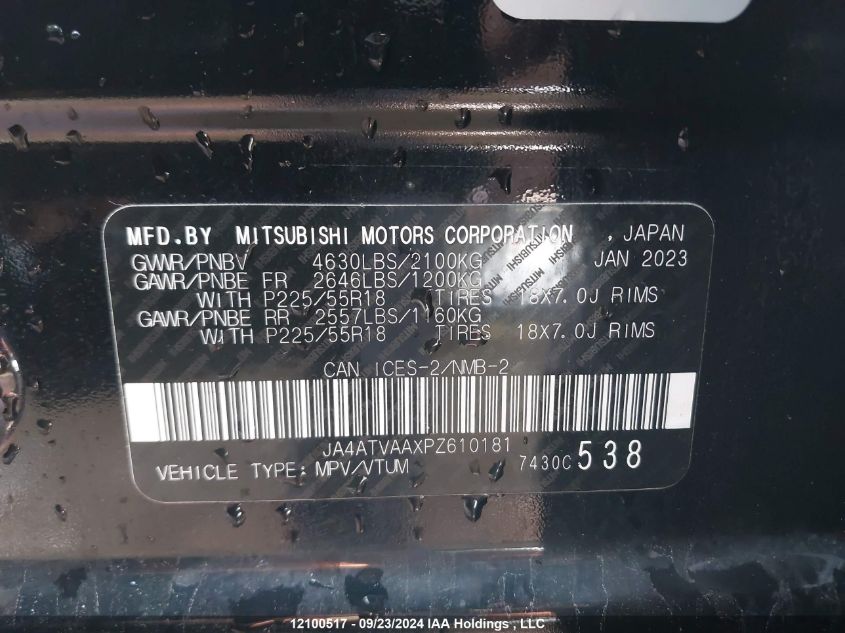 MFD.BY MITSUBISHI MOTORS CORPORATION , JAPAN
GVWR/PNBV 4630LBS/2100KG JAN 2023
GAWR/PNBE FR 2646LBS/1200KG
WITH P225/55R18 TIRES 18X7.0J RIMS
GAWR/PNBE RR 2557LBS/1160KG
WITH P225/55R18 TIRES 18X7.0J RIMS
CAN ICES-2/NMB-2
JA4ATVAAXPZ610181
VEHICLE TYPE: MPV/VTUM 7430C 538
12100517 - 09/23/2024 IAA Holdings, LLC